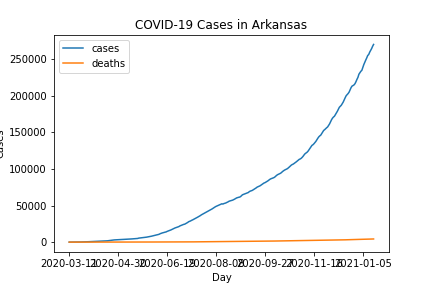 COVID-19 Cases in Arkansas
cases
deaths
250000
200000
150000
100000
50000
0
Cases
2020-03-11 2020-04-30 2020-06-19 2020-08-08 2020-09-27 2020-11-16 2021-01-05
Day